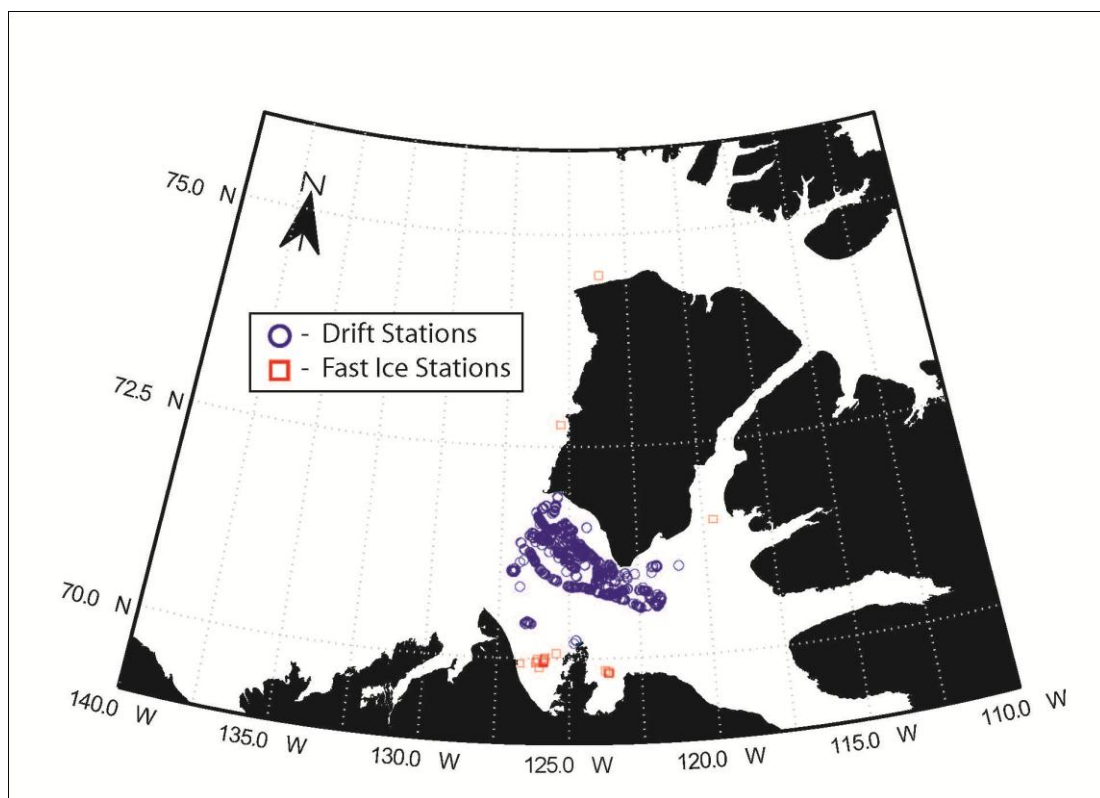 N
75.0 N
○ - Drift Stations
□ - Fast Ice Stations
72.5 N
70.0 N
140.0 W
135.0 W
130.0 W
125.0 W
120.0 W
115.0 W
110.0 W